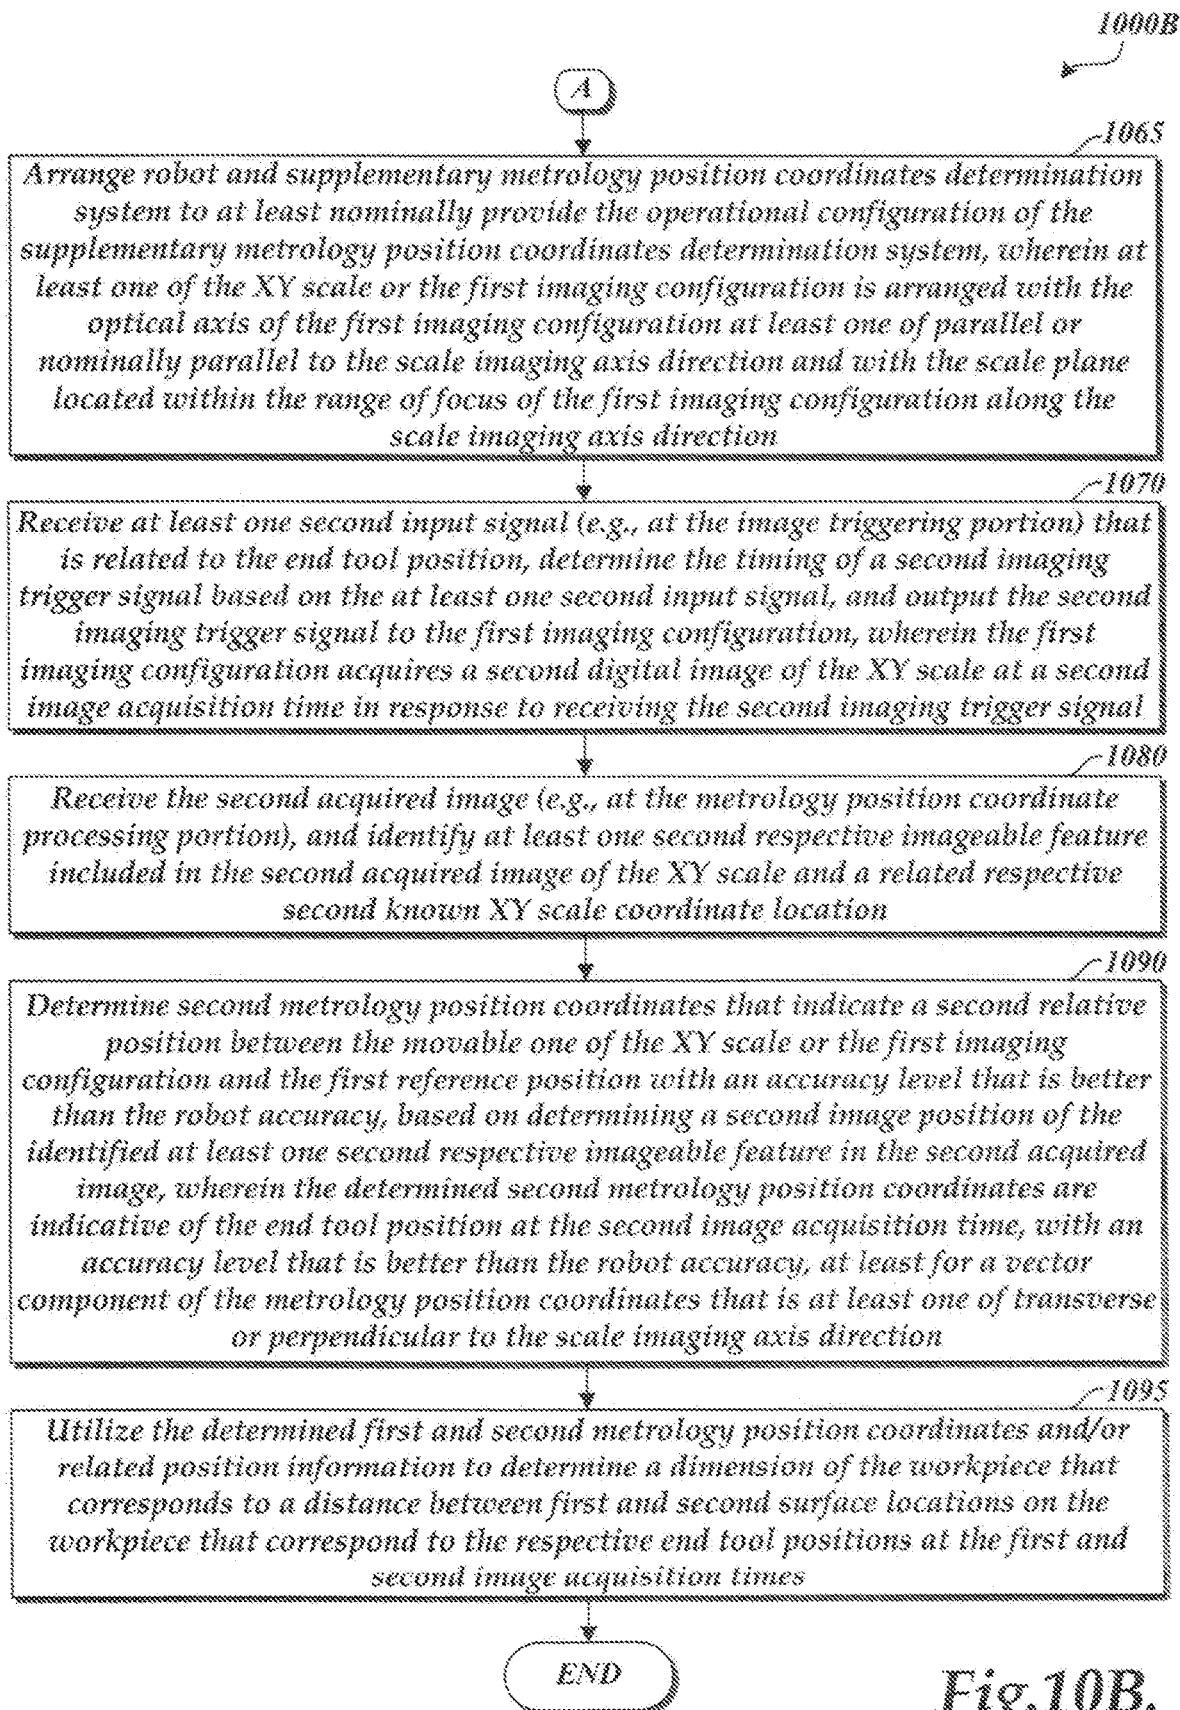 1000B
A
1065
Arrange robot and supplementary metrology position coordinates determination
system to at least nominally provide the operational configuration of the
supplementary metrology position coordinates determination system, wherein at
least one of the XY scale or the first imaging configuration is arranged with the
optical axis of the first imaging configuration at least one of parallel or
nominally parallel to the scale imaging axis direction and with the scale plane
located within the range of focus of the first imaging configuration along the
scale imaging axis direction
1070
Receive at least one second input signal (e.g., at the image triggering portion) that
is related to the end tool position, determine the timing of a second imaging
trigger signal based on the at least one second input signal, and output the second
imaging trigger signal to the first imaging configuration, wherein the first
imaging configuration acquires a second digital image of the XY scale at a second
image acquisition time in response to receiving the second imaging trigger signal
1080
Receive the second acquired image (e.g., at the metrology position coordinate
processing portion), and identify at least one second respective imageable feature
included in the second acquired image of the XY scale and a related respective
second known XY scale coordinate location
1090
Determine second metrology position coordinates that indicate a second relative
position between the movable one of the XY scale or the first imaging
configuration and the first reference position with an accuracy level that is better
than the robot accuracy, based on determining a second image position of the
identified at least one second respective imageable feature in the second acquired
image, wherein the determined second metrology position coordinates are
indicative of the end tool position at the second image acquisition time, with an
accuracy level that is better than the robot accuracy, at least for a vector
component of the metrology position coordinates that is at least one of transverse
or perpendicular to the scale imaging axis direction
1095
Utilize the determined first and second metrology position coordinates and/or
related position information to determine a dimension of the workpiece that
corresponds to a distance between first and second surface locations on the
workpiece that correspond to the respective end tool positions at the first and
second image acquisition times
END
Fig.10B.